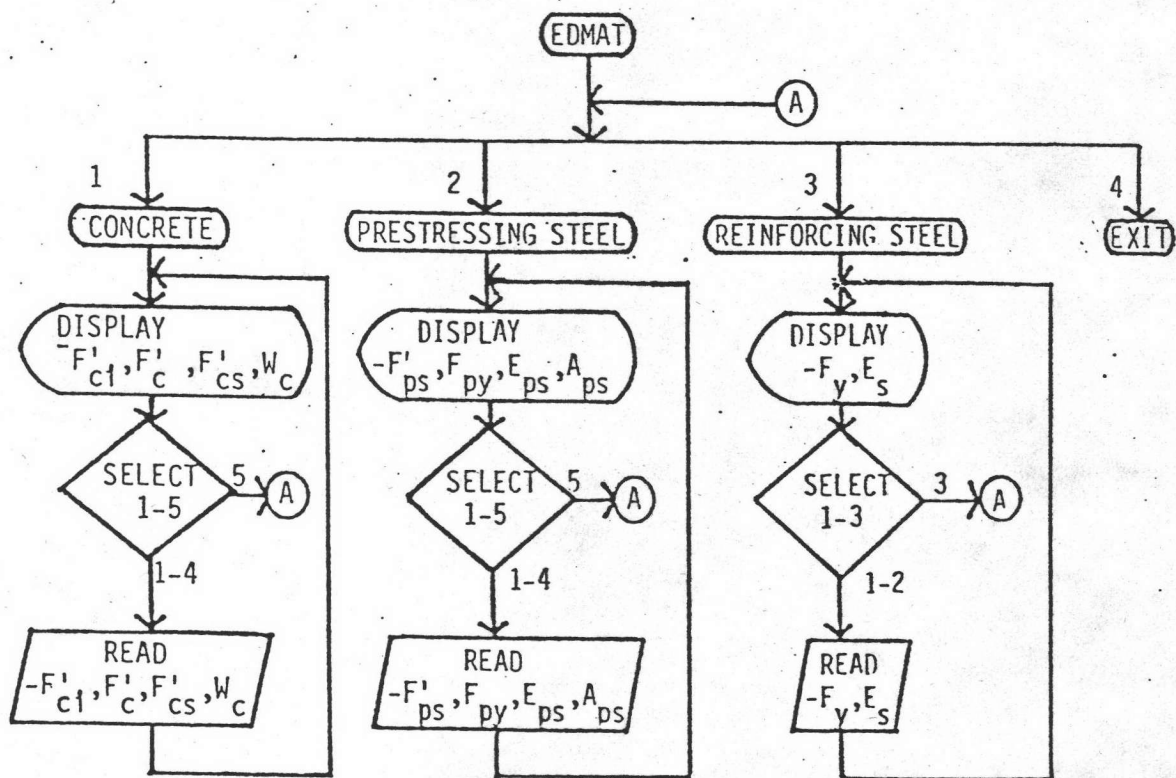 EDMAT
A
1
2
3
4
CONCRETE
PRESTRESSING STEEL
REINFORCING STEEL
EXIT
DISPLAY
-F'ci,F'c,F'cs,Wc
DISPLAY
-F'ps,Fpy,Eps,Aps
DISPLAY
-Fy,Es
SELECT
1-5
5
A
SELECT
1-5
5
A
SELECT
1-3
3
A
1-4
1-4
1-2
READ
-F'ci,F'c,F'cs,Wc
READ
-F'ps,Fpy,Eps,Aps
READ
-Fy,Es